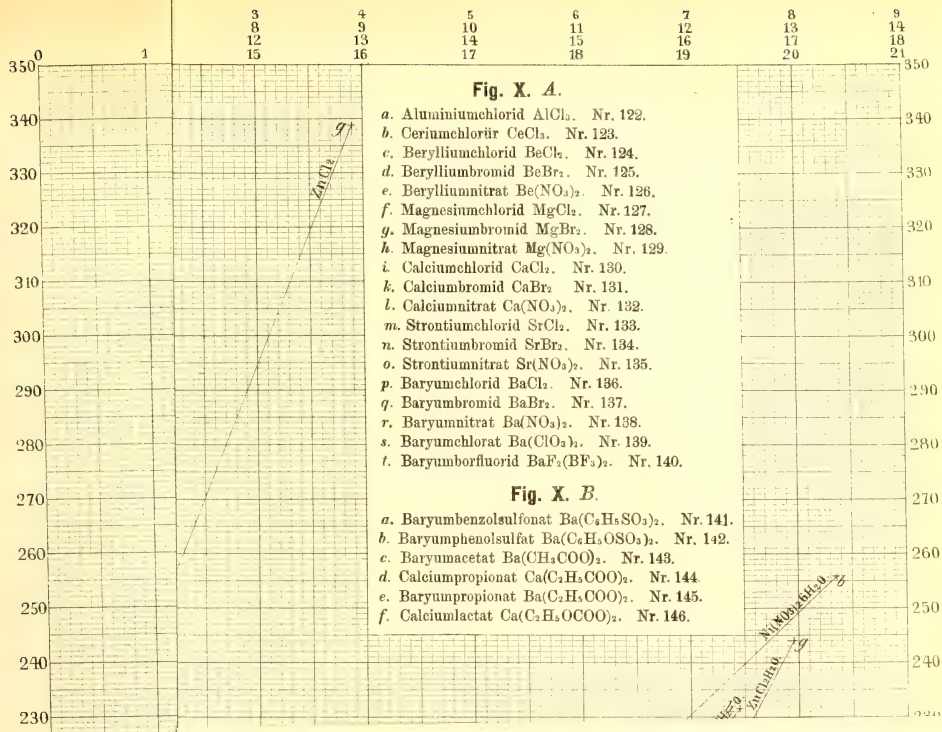 3 4 5 6 7 8 9
8 9 10 11 12 13 14
12 13 14 15 16 17 18
0 1 15 16 17 18 19 20 21
350 350
Fig. X. A.
a. Aluminiumchlorid AlCl₃. Nr. 122.
b. Ceriumchlorür CeCl₃. Nr. 123.
c. Berylliumchlorid BeCl₂. Nr. 124.
d. Berylliumbromid BeBr₂. Nr. 125.
e. Berylliumnitrat Be(NO₃)₂. Nr. 126.
f. Magnesiumchlorid MgCl₂. Nr. 127.
g. Magnesiumbromid MgBr₂. Nr. 128.
h. Magnesiumnitrat Mg(NO₃)₂. Nr. 129.
i. Calciumchlorid CaCl₂. Nr. 130.
k. Calciumbromid CaBr₂ Nr. 131.
l. Calciumnitrat Ca(NO₃)₂. Nr. 132.
m. Strontiumchlorid SrCl₂. Nr. 133.
n. Strontiumbromid SrBr₂. Nr. 134.
o. Strontiumnitrat Sr(NO₃)₂. Nr. 135.
p. Baryumchlorid BaCl₂. Nr. 136.
q. Baryumbromid BaBr₂. Nr. 137.
r. Baryumnitrat Ba(NO₃)₂. Nr. 138.
s. Baryumchlorat Ba(ClO₃)₂. Nr. 139.
t. Baryumborfluorid BaF₂(BF₃)₂. Nr. 140.
Fig. X. B.
a. Baryumbenzolsulfonat Ba(C₆H₅SO₃)₂. Nr. 141.
b. Baryumphenolsulfat Ba(C₆H₅OSO₃)₂. Nr. 142.
c. Baryumacetat Ba(CH₃COO)₂. Nr. 143.
d. Calciumpropionat Ca(C₂H₅COO)₂. Nr. 144.
e. Baryumpropionat Ba(C₂H₅COO)₂. Nr. 145.
f. Calciumlactat Ca(C₂H₅OCOO)₂. Nr. 146.
340 340
g
ZnCl₂
330 330
320 320
310 310
300 300
290 290
280 280
270 270
260 260
250 250
Ni(NO₃)₂6H₂O. b
240 240
g
ZnCl₂H₂O.
230 230